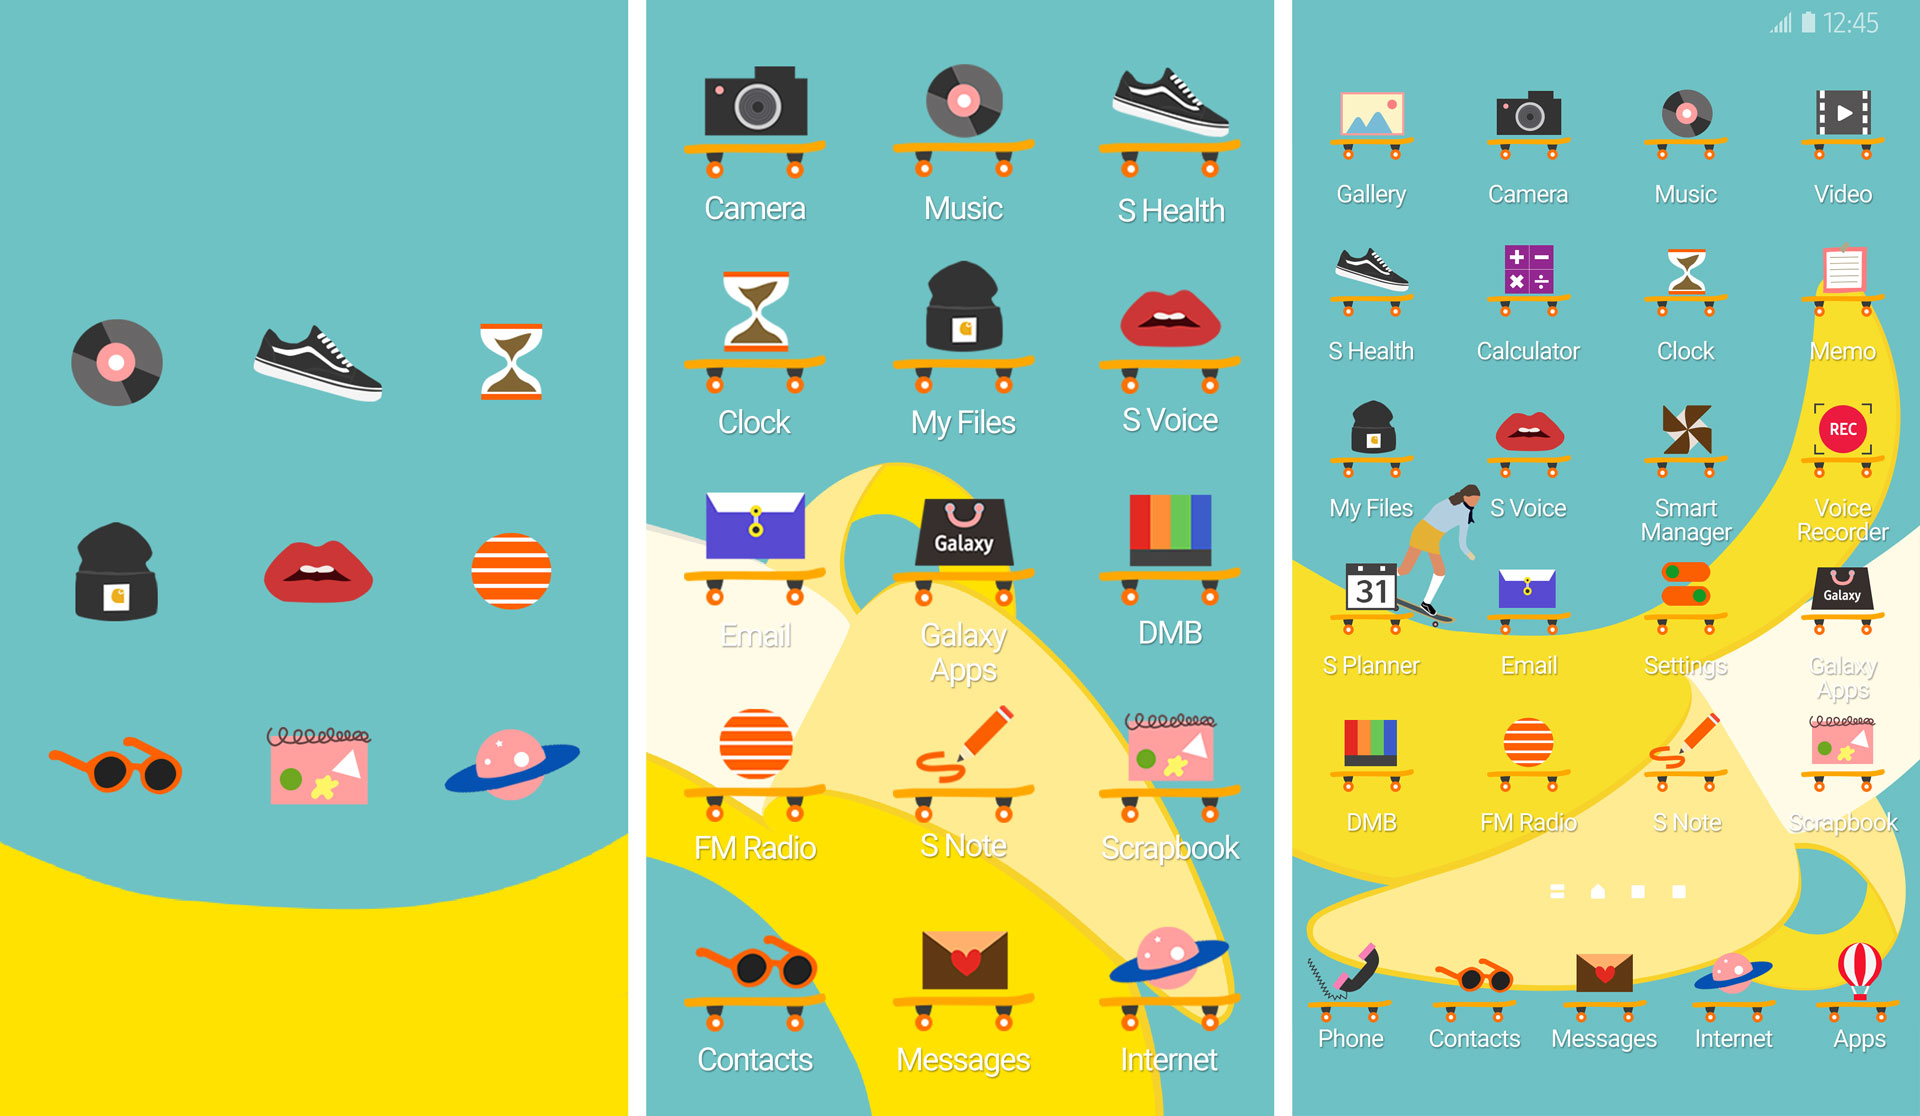 Camera Music S Health
Clock My Files S Voice
Galaxy
Email Galaxy Apps DMB
FM Radio S Note Scrapbook
Contacts Messages Internet
12:45
Gallery Camera Music Video
S Health Calculator Clock Memo
REC
My Files S Voice Smart Manager Voice Recorder
31
Galaxy
S Planner Email Settings Galaxy Apps
DMB FM Radio S Note Scrapbook
Phone Contacts Messages Internet Apps